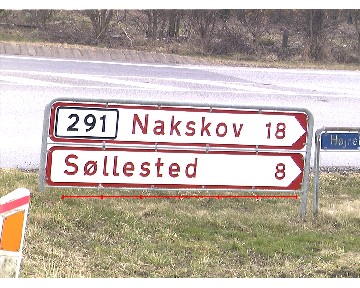 291 Nakskov 18
Søllested 8